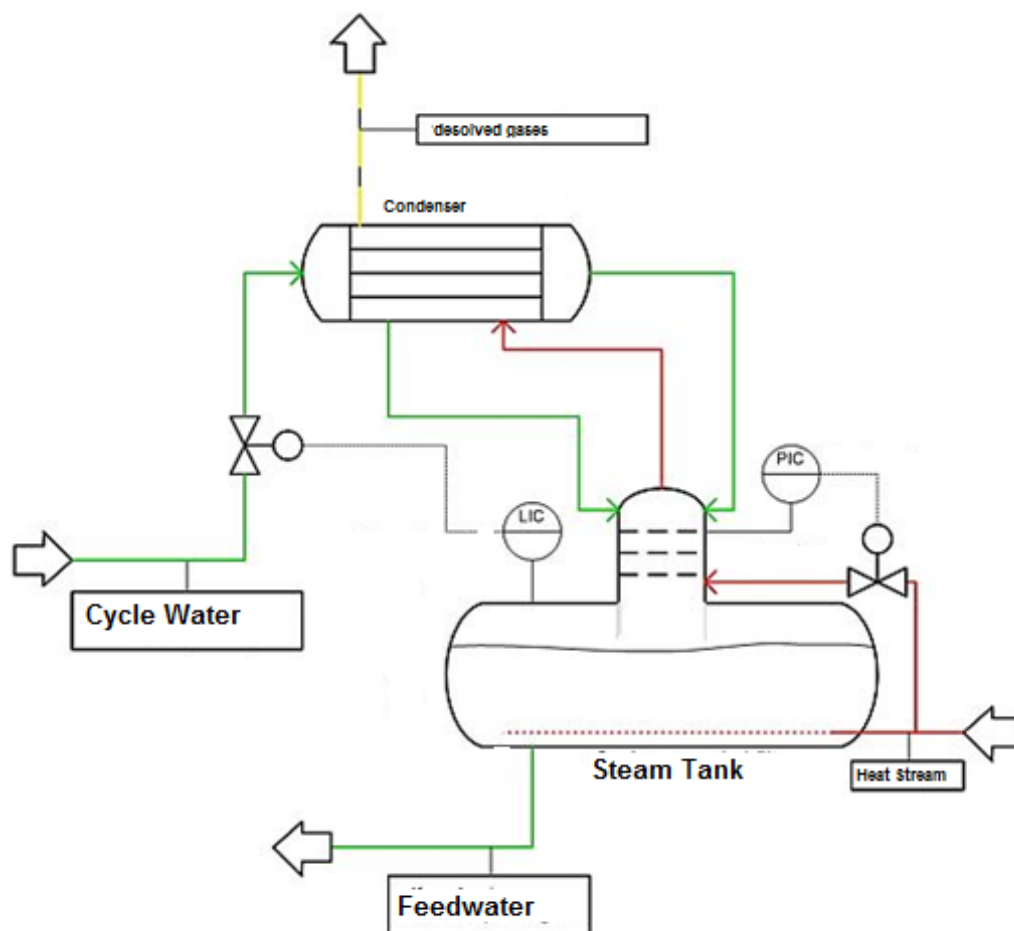 desolved gases
Condenser
PIC
LIC
Cycle Water
Steam Tank
Heat Stream
Feedwater